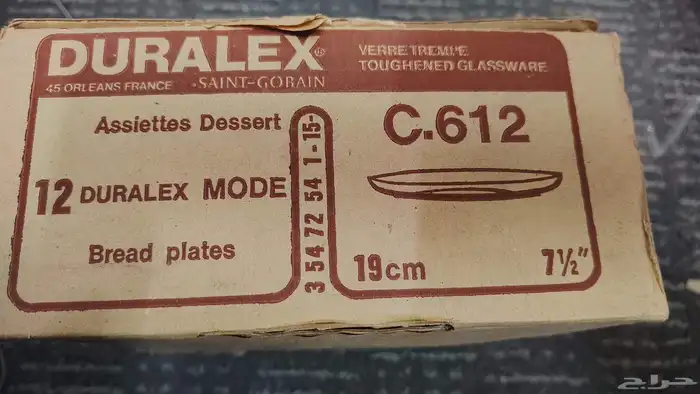 DURALEX®
45 ORLEANS FRANCE ·SAINT-GOBAIN
VERRE TREMPE
TOUGHENED GLASSWARE
Assiettes Dessert
12 DURALEX MODE
Bread plates
3 54 72 54 1-15-
C.612
19cm
7½"
حراج